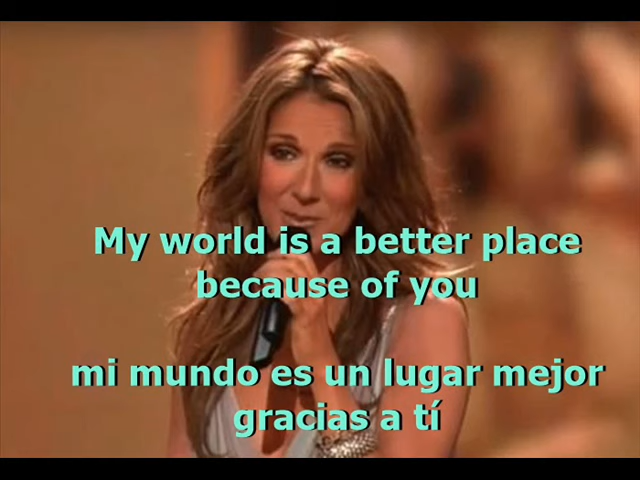 My world is a better place
because of you
mi mundo es un lugar mejor
gracias a tí